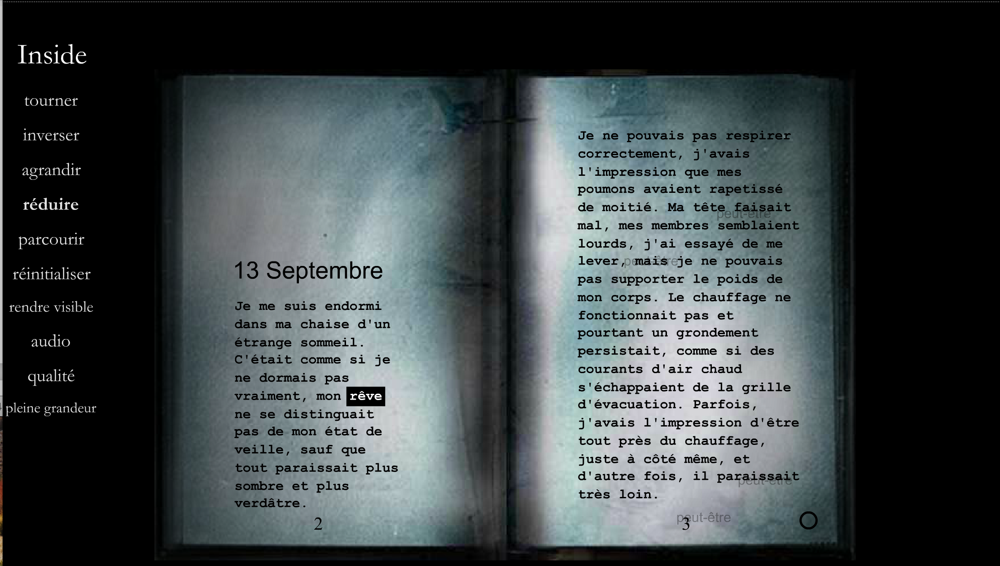 Inside
tourner
inverser
agrandir
réduire
parcourir
réinitialiser
rendre visible
audio
qualité
pleine grandeur
13 Septembre
Je me suis endormi
dans ma chaise d'un
étrange sommeil.
C'était comme si je
ne dormais pas
vraiment, mon rêve
ne se distinguait
pas de mon état de
veille, sauf que
tout paraissait plus
sombre et plus
verdâtre.
2
Je ne pouvais pas respirer
correctement, j'avais
l'impression que mes
poumons avaient rapetissé
de moitié. Ma tête faisait
peut-être
mal, mes membres semblaient
lourds, j'ai essayé de me
lever, mais je ne pouvais
peut-être
pas supporter le poids de
mon corps. Le chauffage ne
fonctionnait pas et
pourtant un grondement
persistait, comme si des
courants d'air chaud
s'échappaient de la grille
d'évacuation. Parfois,
j'avais l'impression d'être
tout près du chauffage,
juste à côté même, et
d'autre fois, il paraissait
peut-être
très loin.
peut-être
3